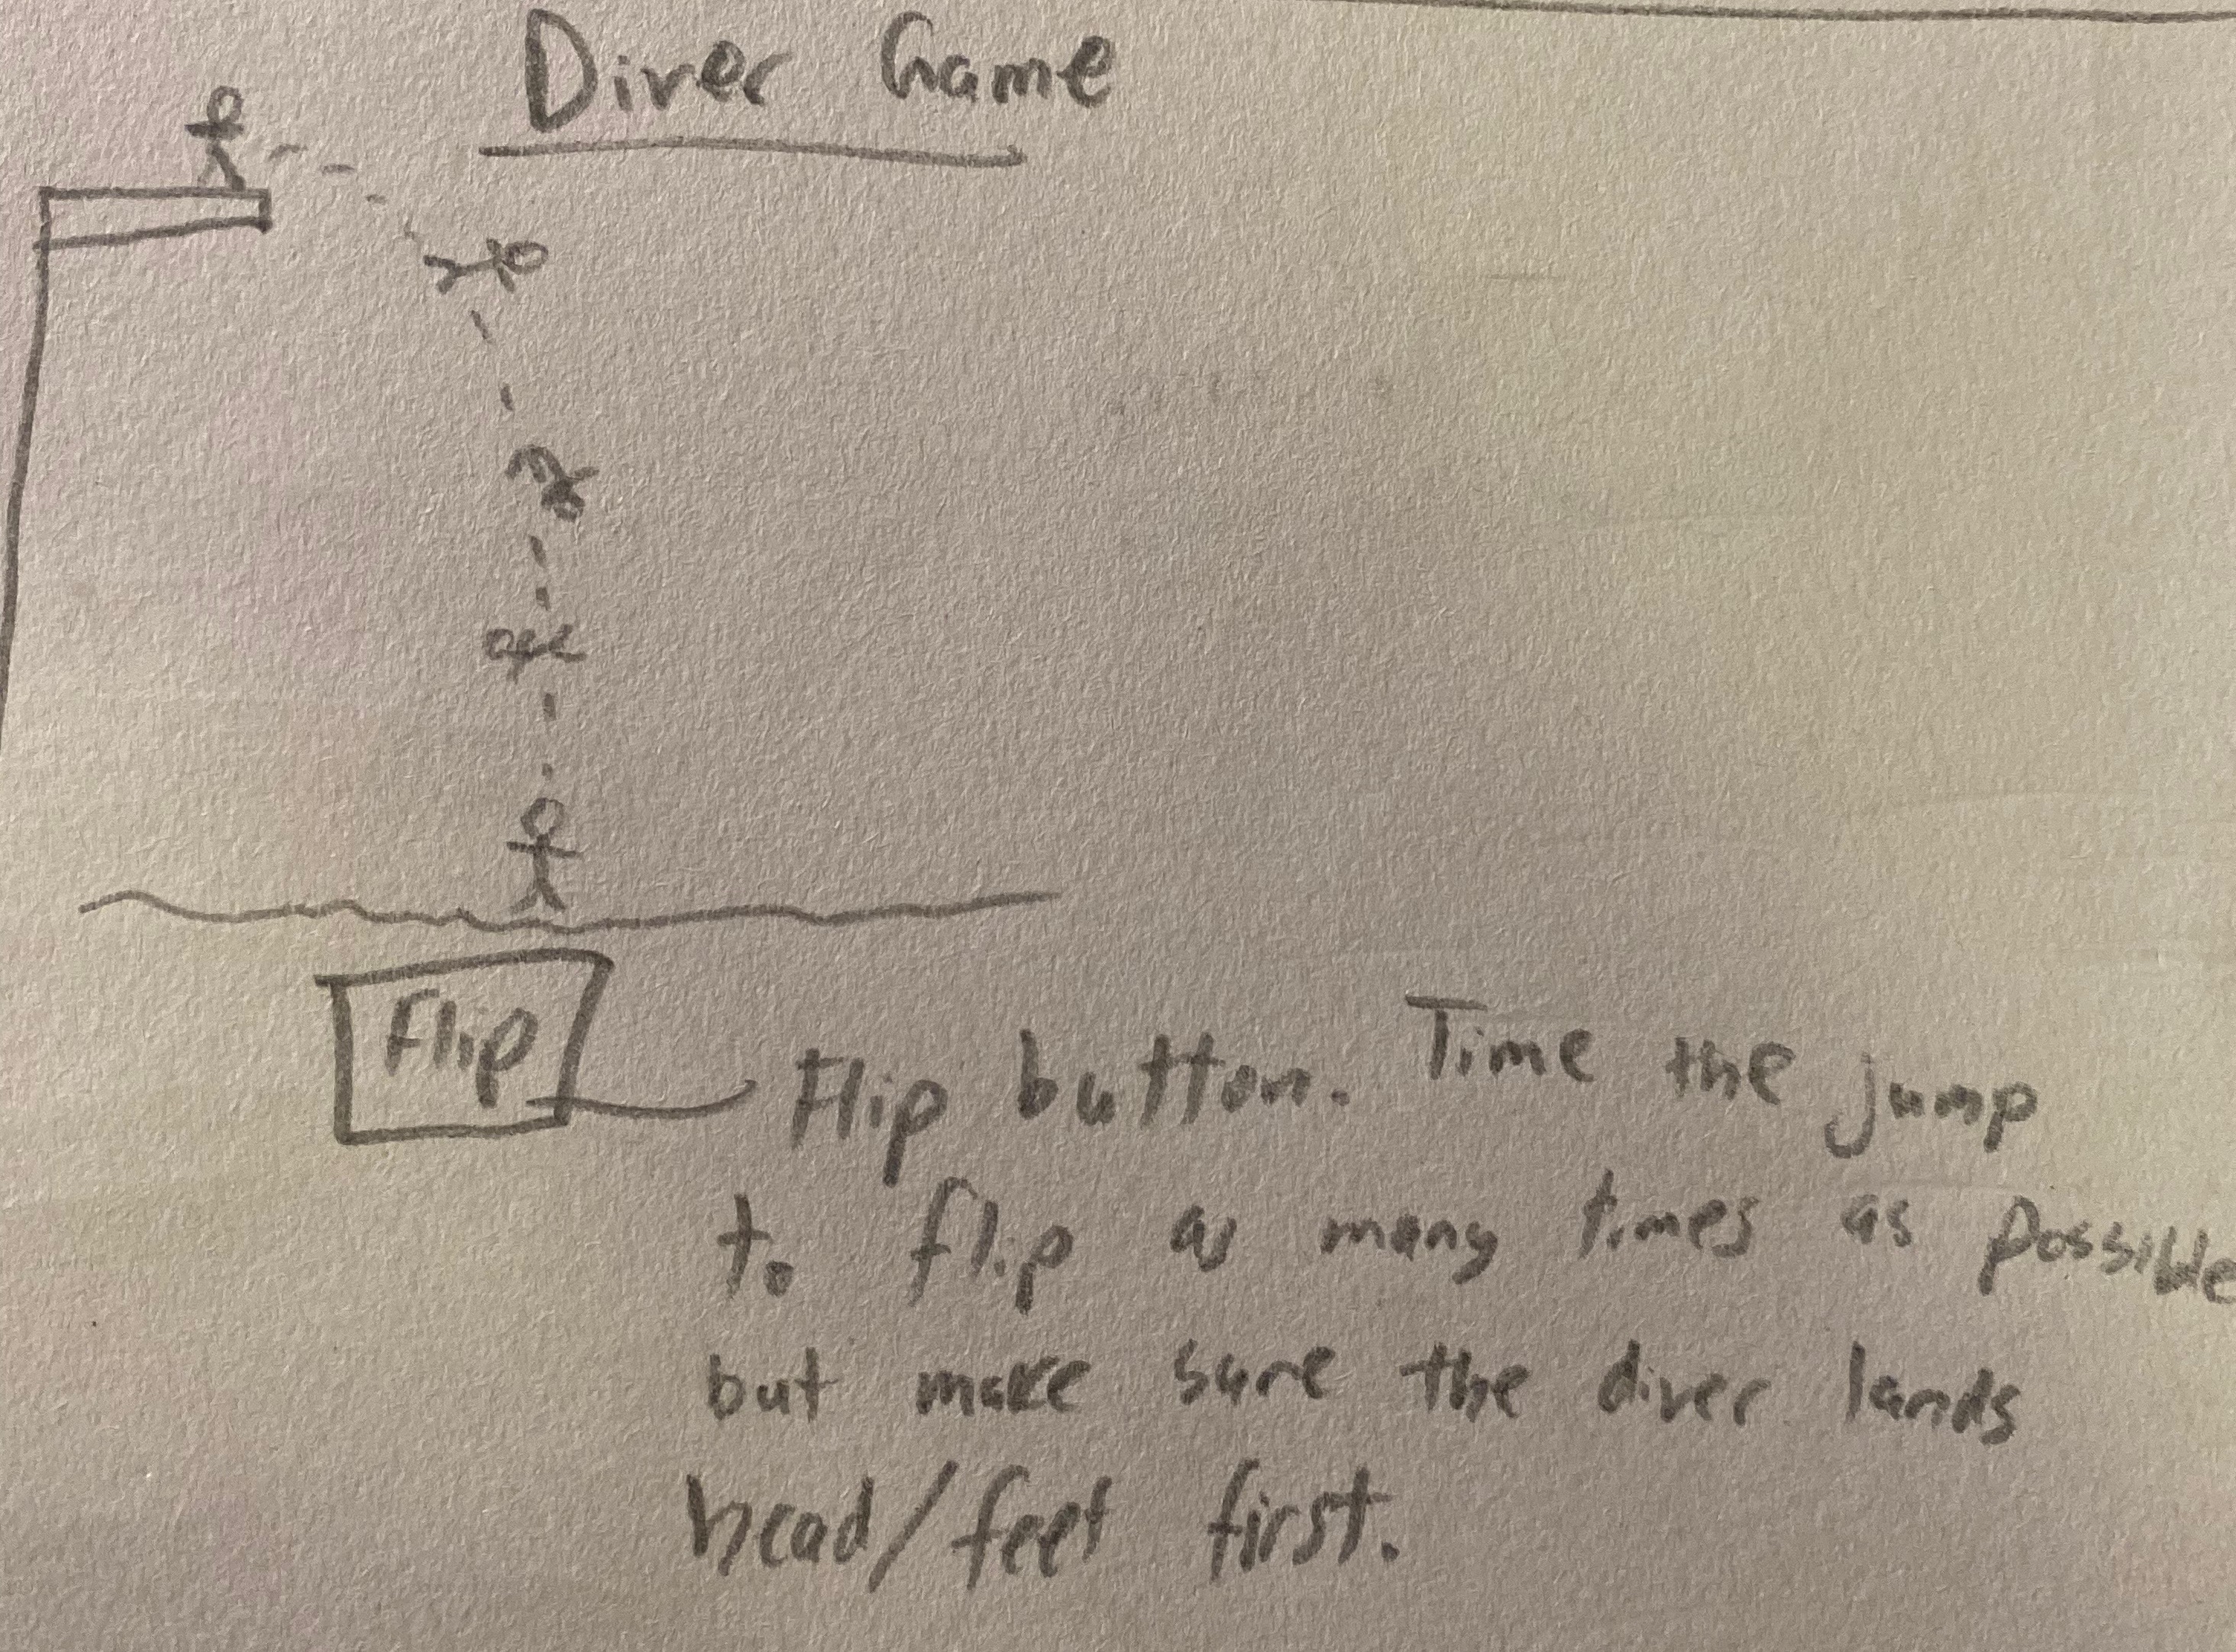 Diver Game
Flip
Flip button. Time the jump
to flip as many times as possible
but make sure the diver lands
head/feet first.